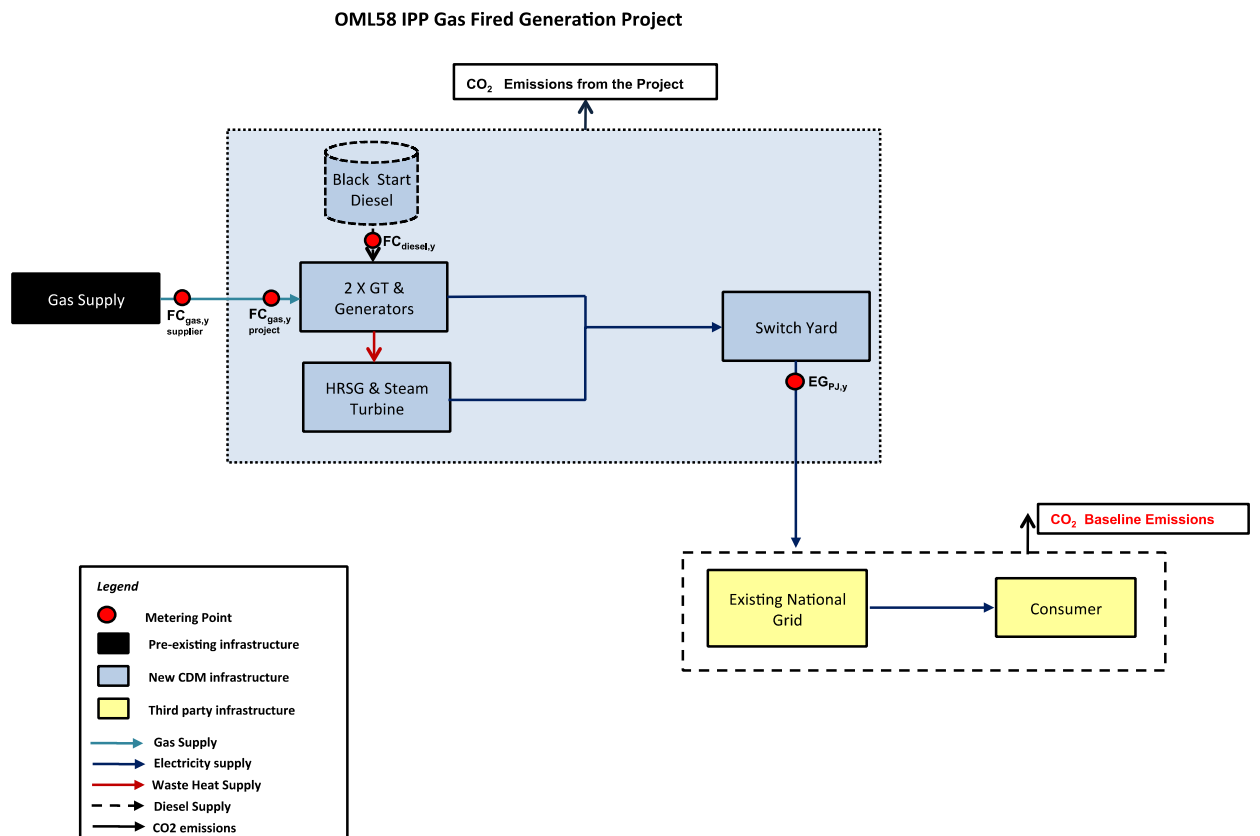 OML58 IPP Gas Fired Generation Project
CO₂ Emissions from the Project
Black Start
Diesel
FCdiesel,y
Gas Supply
FCgas,y
supplier
FCgas,y
project
2 X GT &
Generators
Switch Yard
HRSG & Steam
Turbine
EGPJ,y
CO₂ Baseline Emissions
Existing National
Grid
Consumer
Legend
Metering Point
Pre-existing infrastructure
New CDM infrastructure
Third party infrastructure
Gas Supply
Electricity supply
Waste Heat Supply
Diesel Supply
CO2 emissions